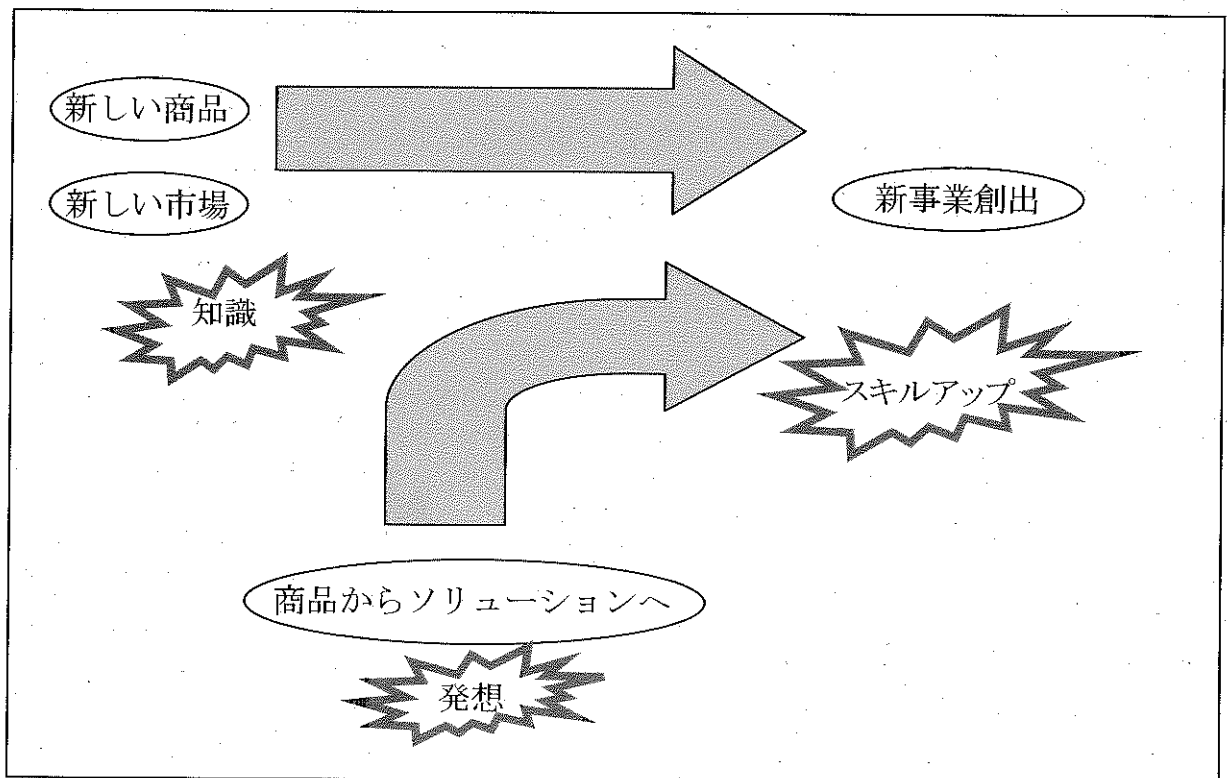 新しい商品
新しい市場
新事業創出
知識
スキルアップ
商品からソリューションへ
発想